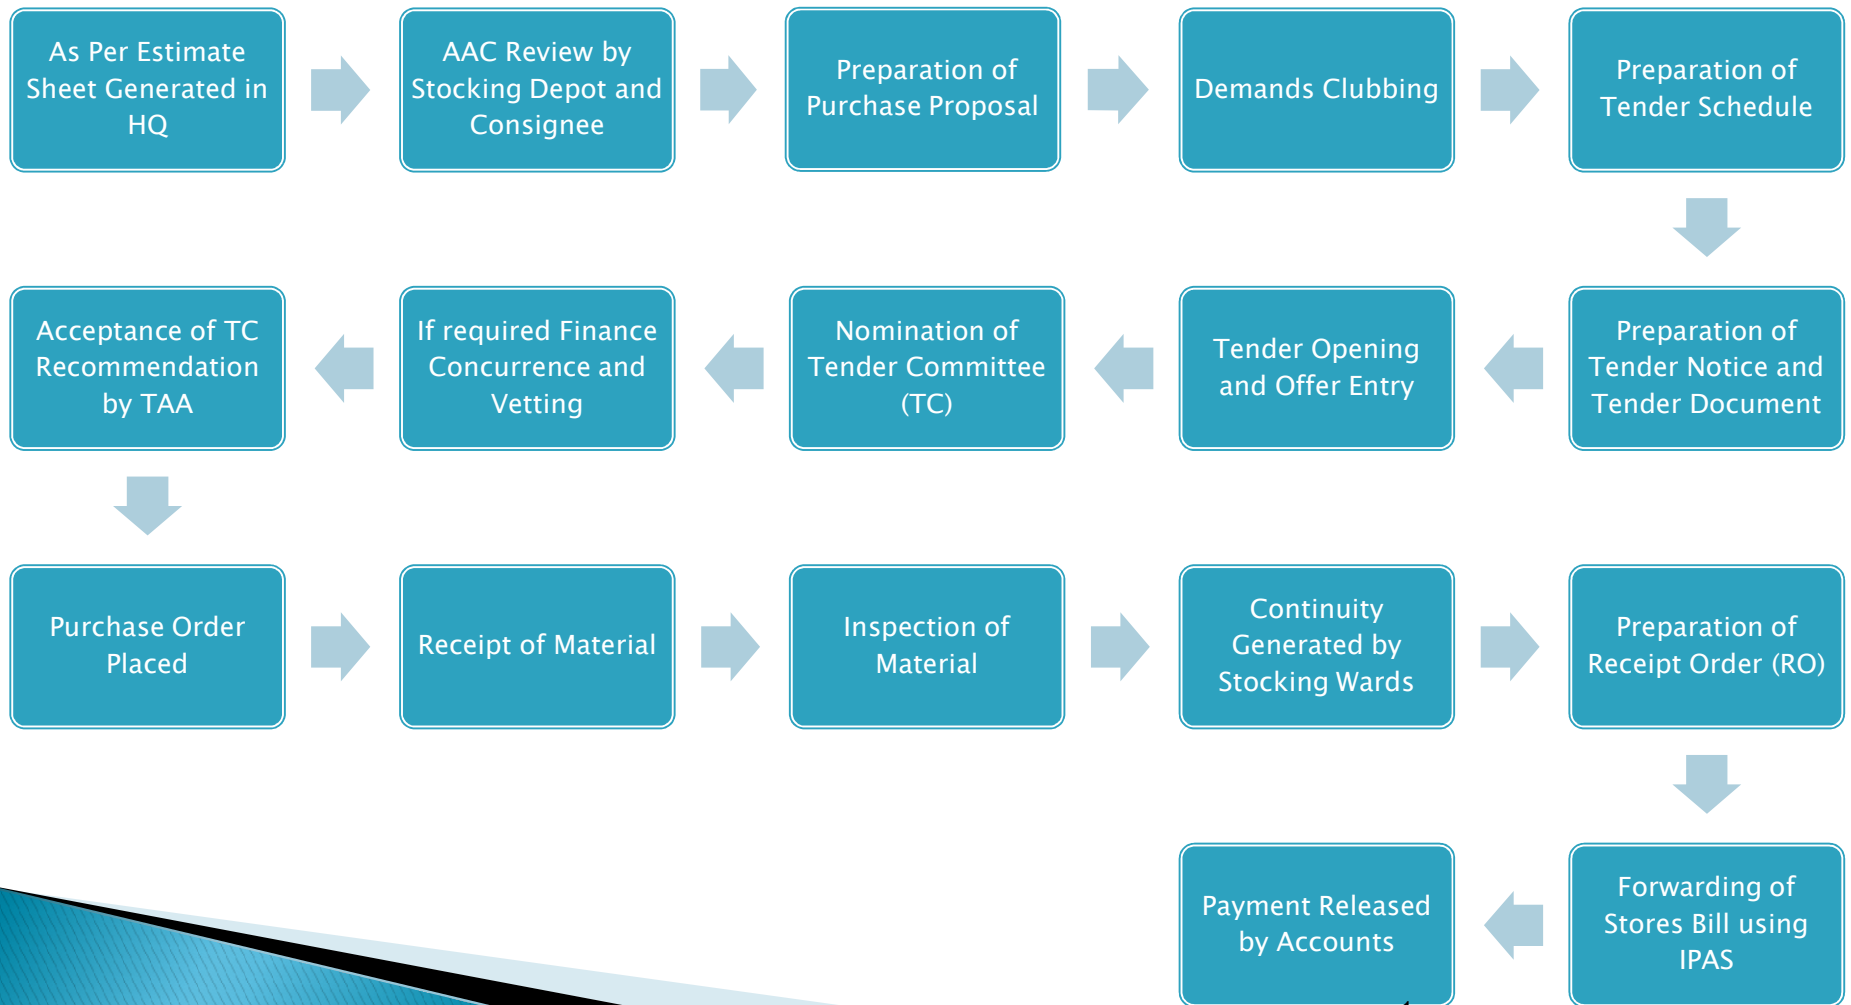 As Per Estimate
Sheet Generated in
HQ
AAC Review by
Stocking Depot and
Consignee
Preparation of
Purchase Proposal
Demands Clubbing
Preparation of
Tender Schedule
Preparation of
Tender Notice and
Tender Document
Tender Opening
and Offer Entry
Nomination of
Tender Committee
(TC)
If required Finance
Concurrence and
Vetting
Acceptance of TC
Recommendation
by TAA
Purchase Order
Placed
Receipt of Material
Inspection of
Material
Continuity
Generated by
Stocking Wards
Preparation of
Receipt Order (RO)
Forwarding of
Stores Bill using
IPAS
Payment Released
by Accounts